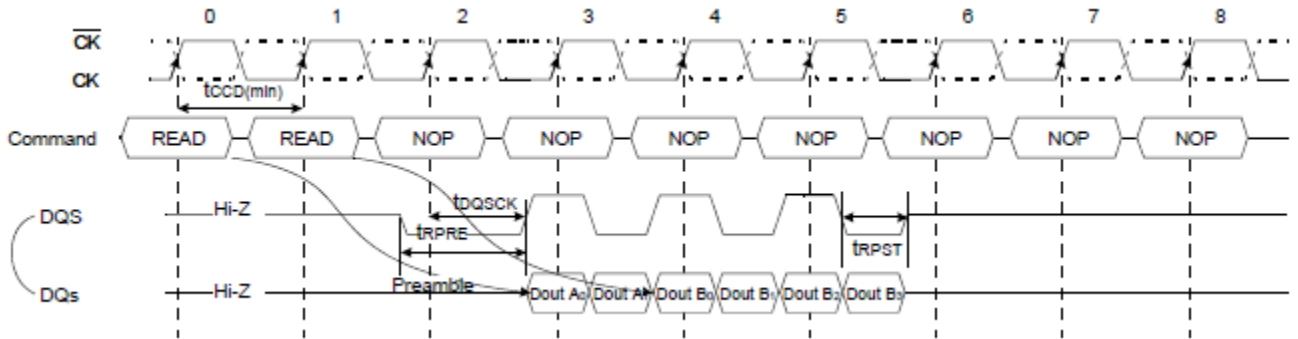 0 1 2 3 4 5 6 7 8
CK
CK
tCCD(min)
Command READ READ NOP NOP NOP NOP NOP NOP NOP
DQS Hi-Z tDQSCK
tRPRE tRPST
DQs Hi-Z Preamble Dout A0 Dout A Dout B0 Dout B1 Dout B2 Dout B3